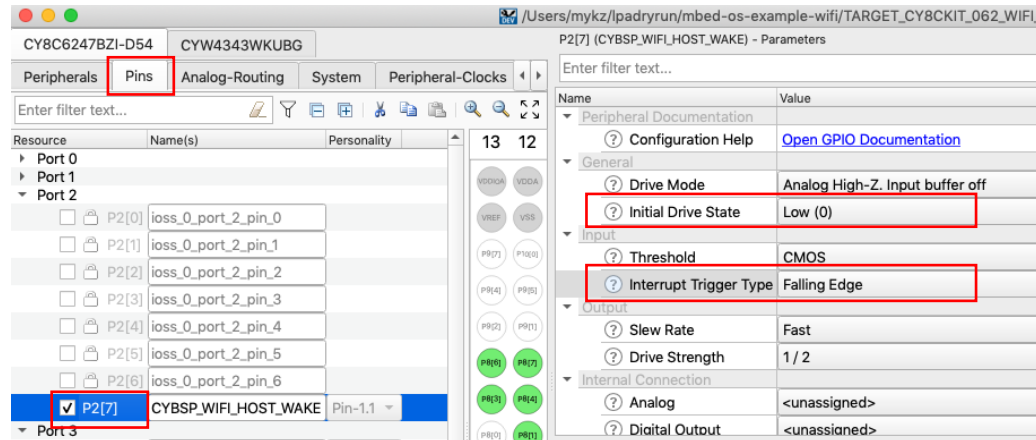 /Users/mykz/lpadryrun/mbed-os-example-wifi/TARGET_CY8CKIT_062_WIFI_
CY8C6247BZI-D54 CYW4343WKUBG
Peripherals Pins Analog-Routing System Peripheral-Clocks
Enter filter text...
Resource Name(s) Personality
Port 0
Port 1
Port 2
P2[0] ioss_0_port_2_pin_0
P2[1] ioss_0_port_2_pin_1
P2[2] ioss_0_port_2_pin_2
P2[3] ioss_0_port_2_pin_3
P2[4] ioss_0_port_2_pin_4
P2[5] ioss_0_port_2_pin_5
P2[6] ioss_0_port_2_pin_6
P2[7] CYBSP_WIFI_HOST_WAKE Pin-1.1
Port 3
13 12
VDDIOA VDDA
VREF VSS
P9[7] P10[0]
P9[4] P9[5]
P9[2] P9[1]
P8[6] P8[7]
P8[3] P8[4]
P8[0] P8[1]
P2[7] (CYBSP_WIFI_HOST_WAKE) - Parameters
Enter filter text...
Name Value
Peripheral Documentation
Configuration Help Open GPIO Documentation
General
Drive Mode Analog High-Z. Input buffer off
Initial Drive State Low (0)
Input
Threshold CMOS
Interrupt Trigger Type Falling Edge
Output
Slew Rate Fast
Drive Strength 1 / 2
Internal Connection
Analog <unassigned>
Digital Output <unassigned>